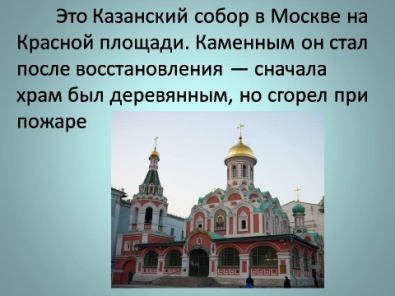 Это Казанский собор в Москве на
Красной площади. Каменным он стал
после восстановления — сначала
храм был деревянным, но сгорел при
пожаре